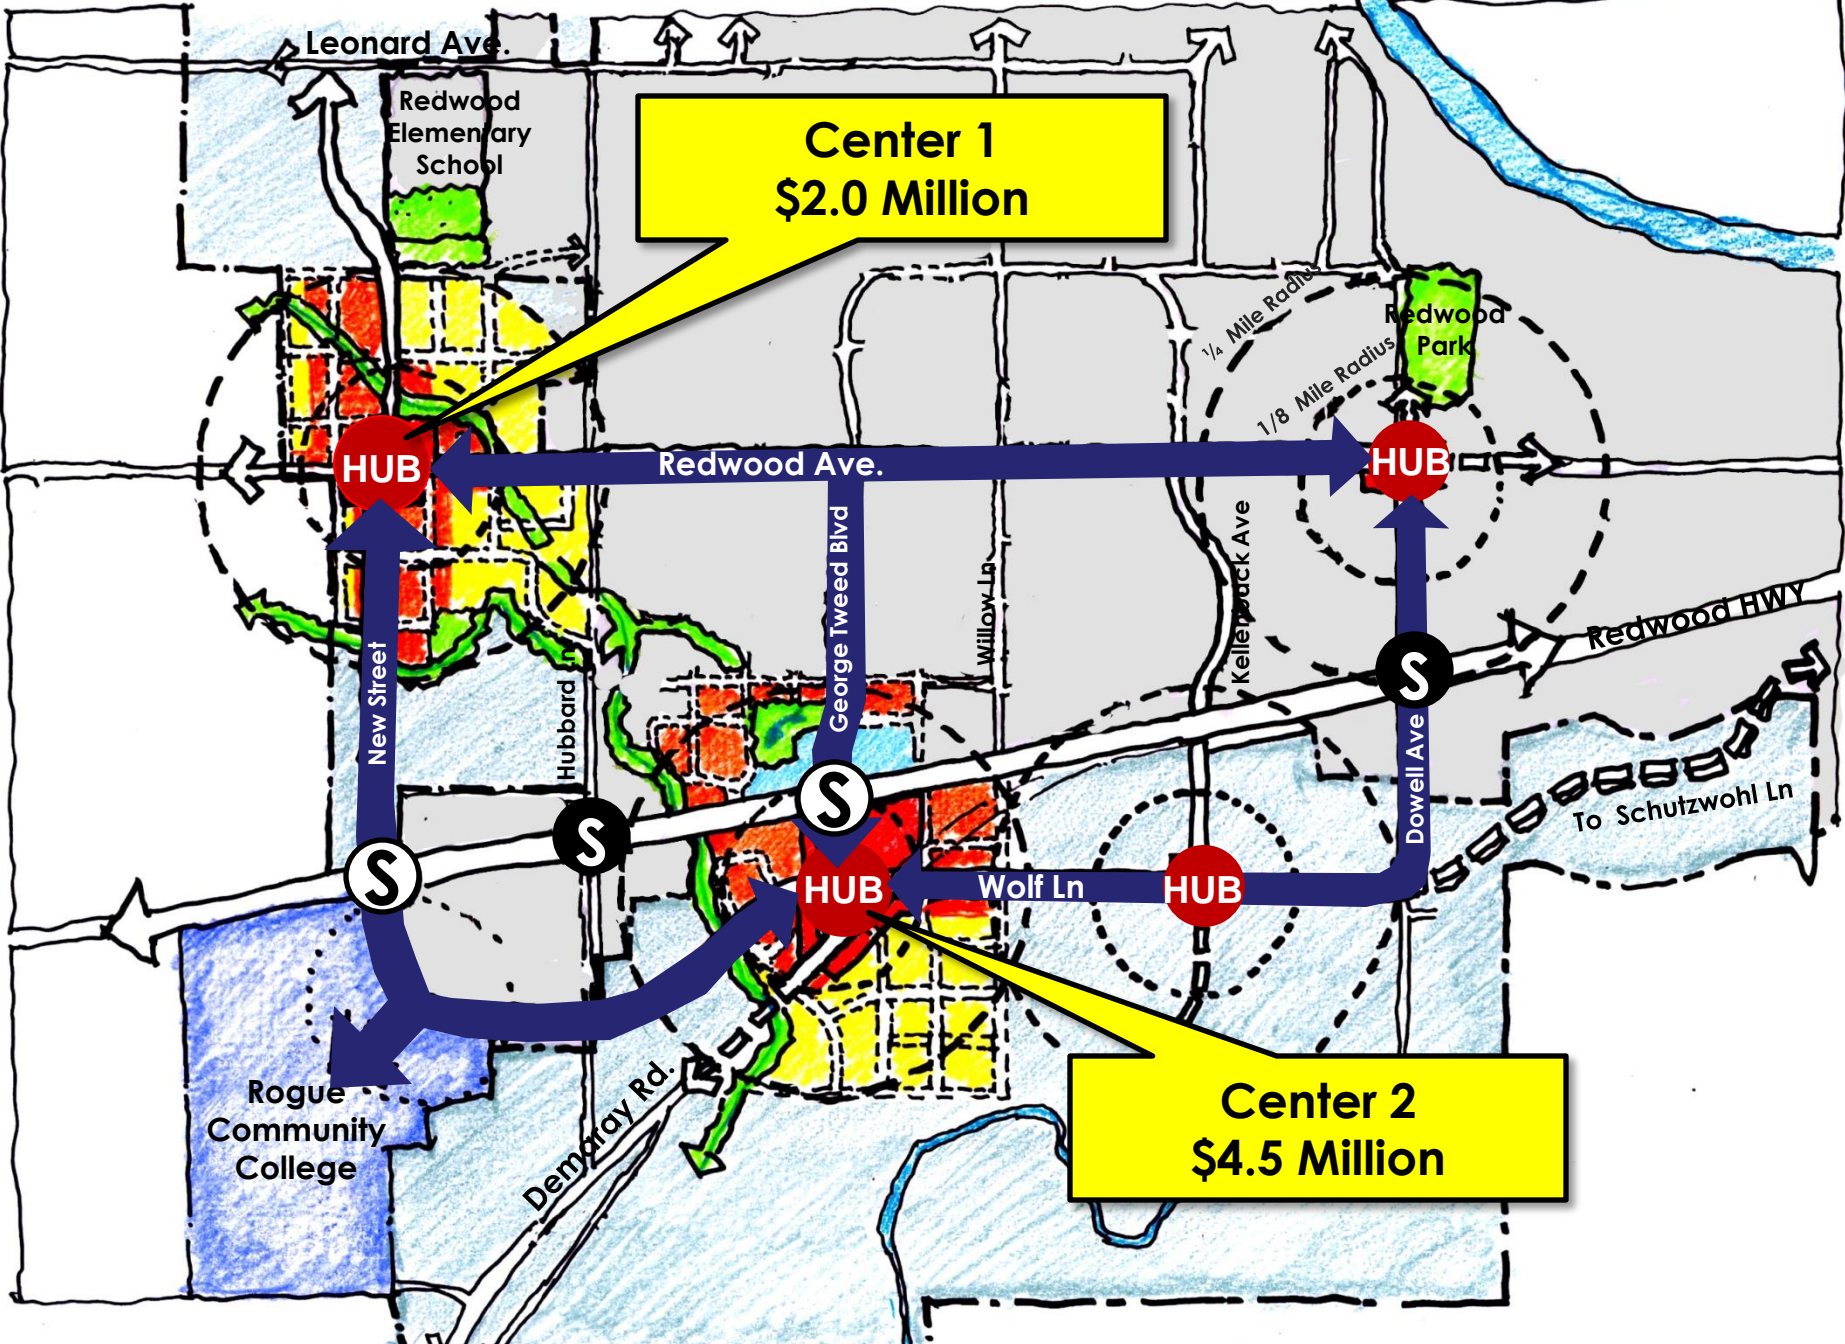 Leonard Ave.
Redwood
Elementary
School
Center 1
$2.0 Million
¼ Mile Radius
Redwood
Park
1/8 Mile Radius
HUB
Redwood Ave.
HUB
George Tweed Blvd
Willow Ln
Kellenback Ave
Redwood HWY
New Street
Hubbard Ln
S
Dowell Ave
To Schutzwohl Ln
S
S
S
HUB
Wolf Ln
HUB
Rogue
Community
College
Demaray Rd.
Center 2
$4.5 Million